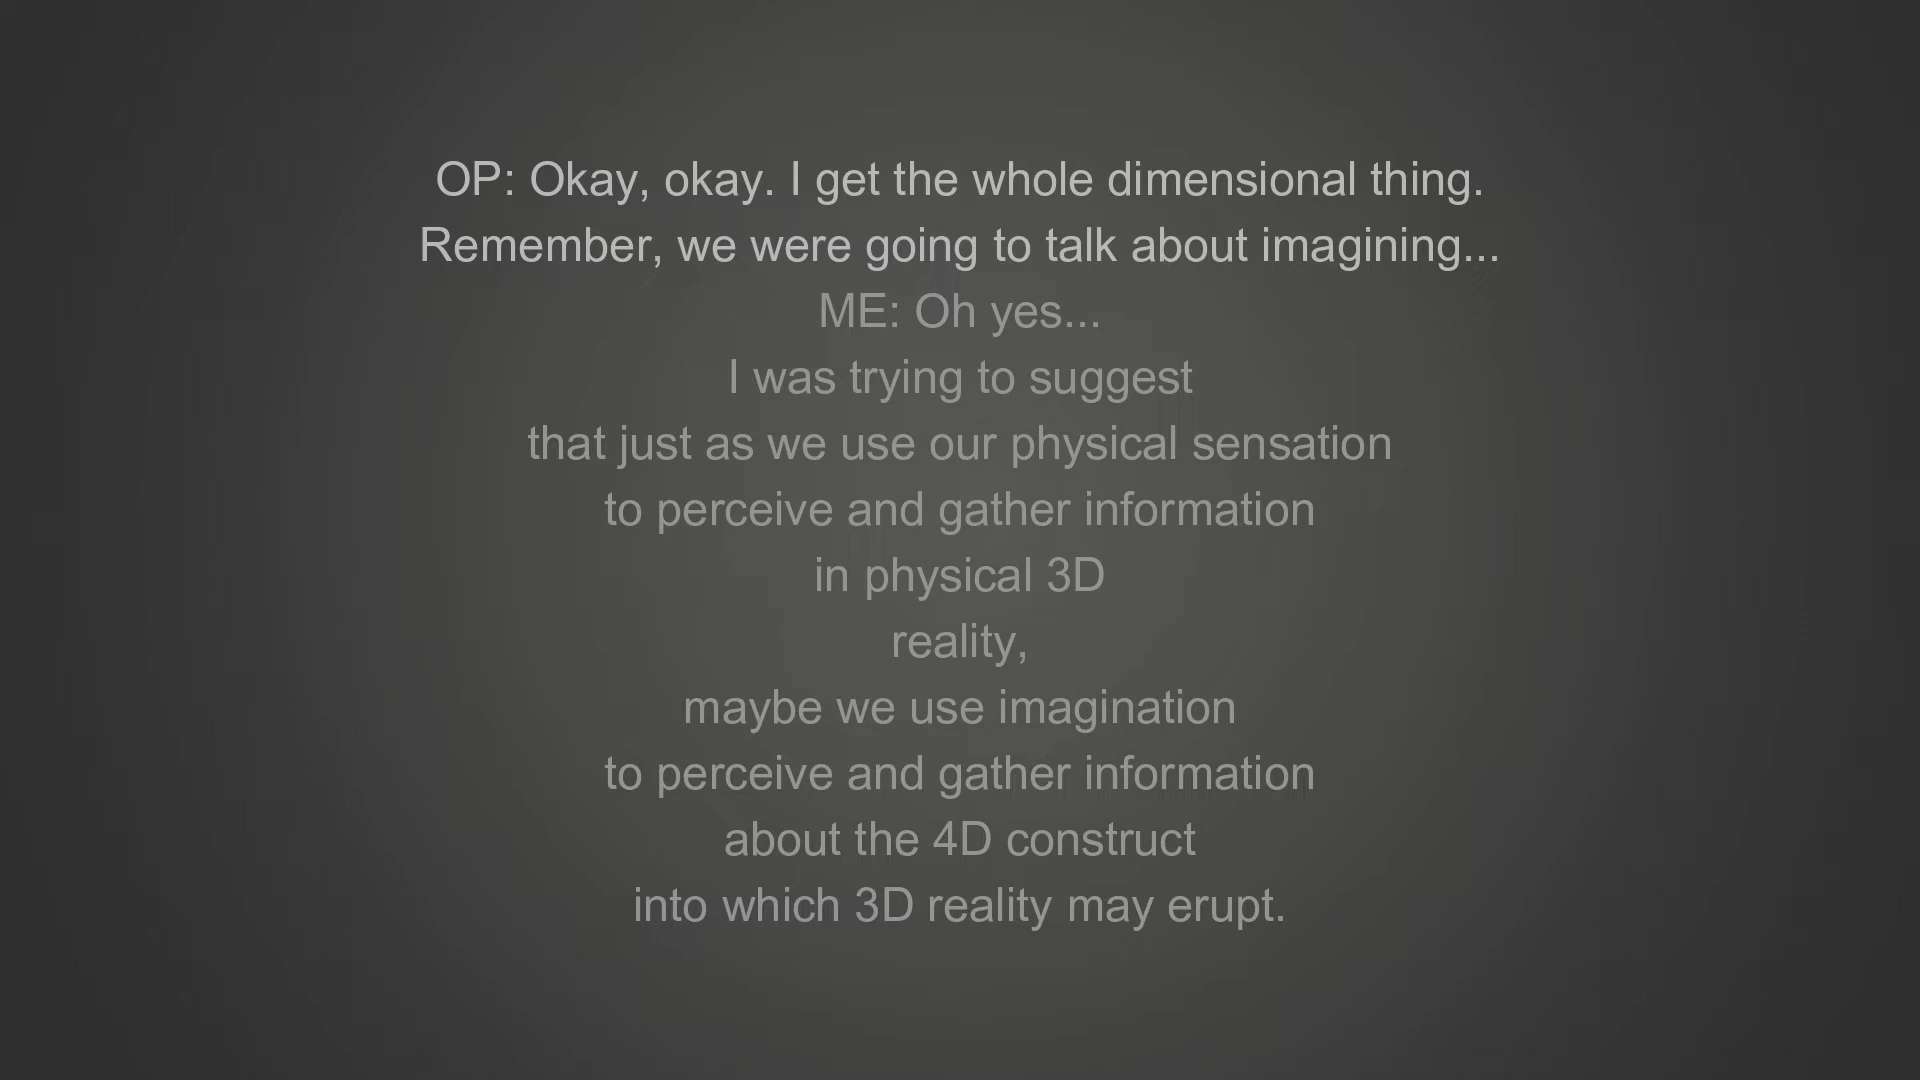 OP: Okay, okay. I get the whole dimensional thing.
Remember, we were going to talk about imagining...
ME: Oh yes...
I was trying to suggest
that just as we use our physical sensation
to perceive and gather information
in physical 3D
reality,
maybe we use imagination
to perceive and gather information
about the 4D construct
into which 3D reality may erupt.